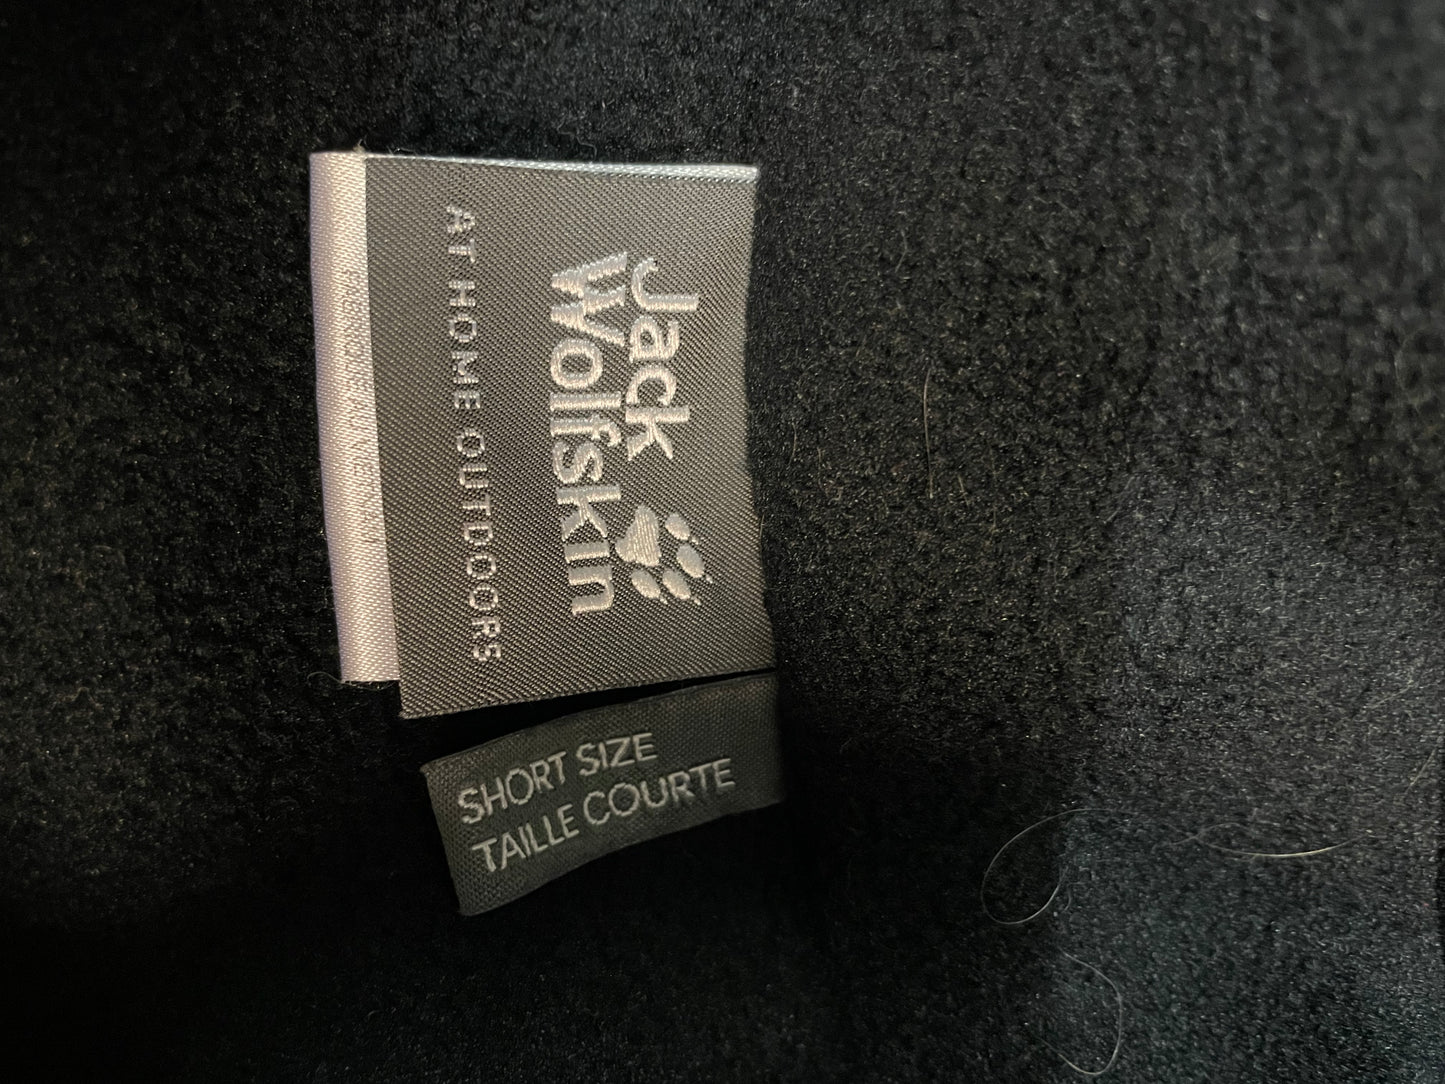 Jack
Wolfskin
AT HOME OUTDOORS
SHORT SIZE
TAILLE COURTE